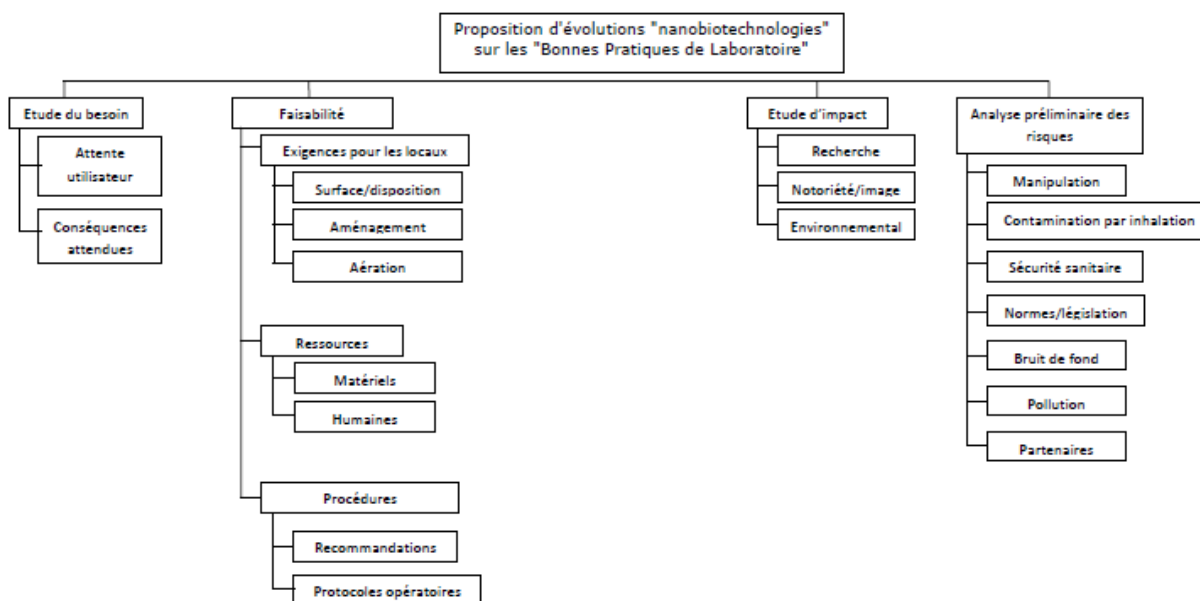 Proposition d'évolutions "nanobiotechnologies"
sur les "Bonnes Pratiques de Laboratoire"
Etude du besoin
Attente
utilisateur
Conséquences
attendues
Faisabilité
Exigences pour les locaux
Surface/disposition
Aménagement
Aération
Ressources
Matériels
Humaines
Procédures
Recommandations
Protocoles opératoires
Etude d'impact
Recherche
Notoriété/image
Environnemental
Analyse préliminaire des
risques
Manipulation
Contamination par inhalation
Sécurité sanitaire
Normes/législation
Bruit de fond
Pollution
Partenaires